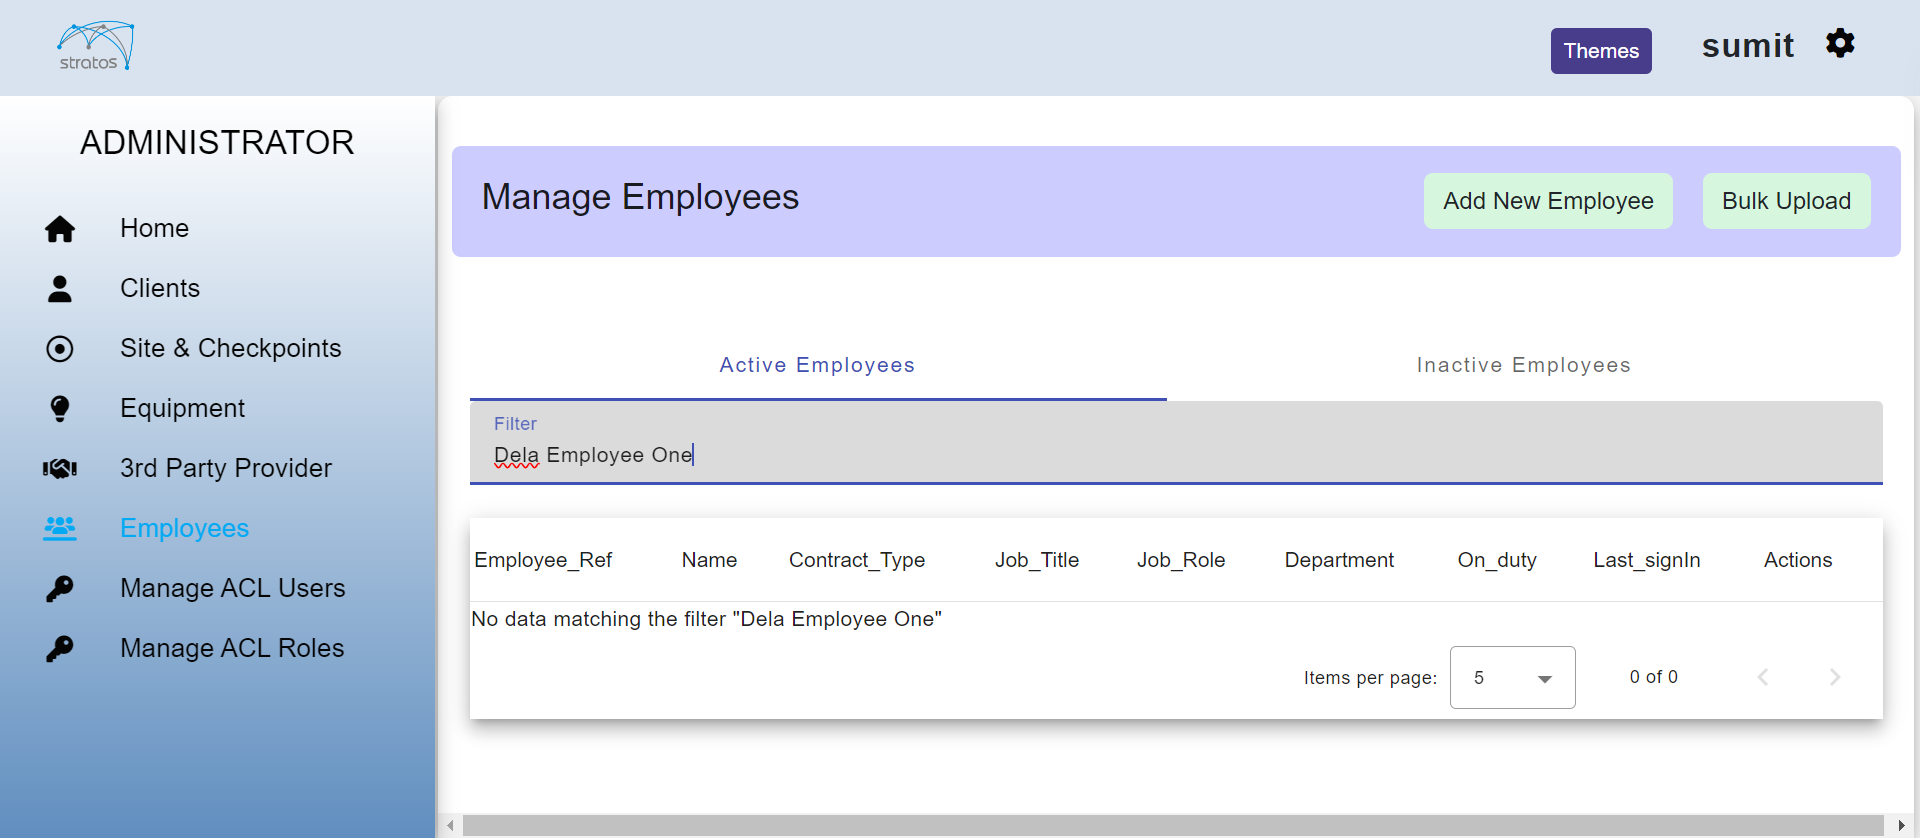 stratos
Themes
sumit
ADMINISTRATOR
Home
Clients
Site & Checkpoints
Equipment
3rd Party Provider
Employees
Manage ACL Users
Manage ACL Roles
Manage Employees
Add New Employee
Bulk Upload
Active Employees
Inactive Employees
Filter
Dela Employee One
Employee_Ref Name Contract_Type Job_Title Job_Role Department On_duty Last_signIn Actions
No data matching the filter "Dela Employee One"
Items per page: 5 0 of 0